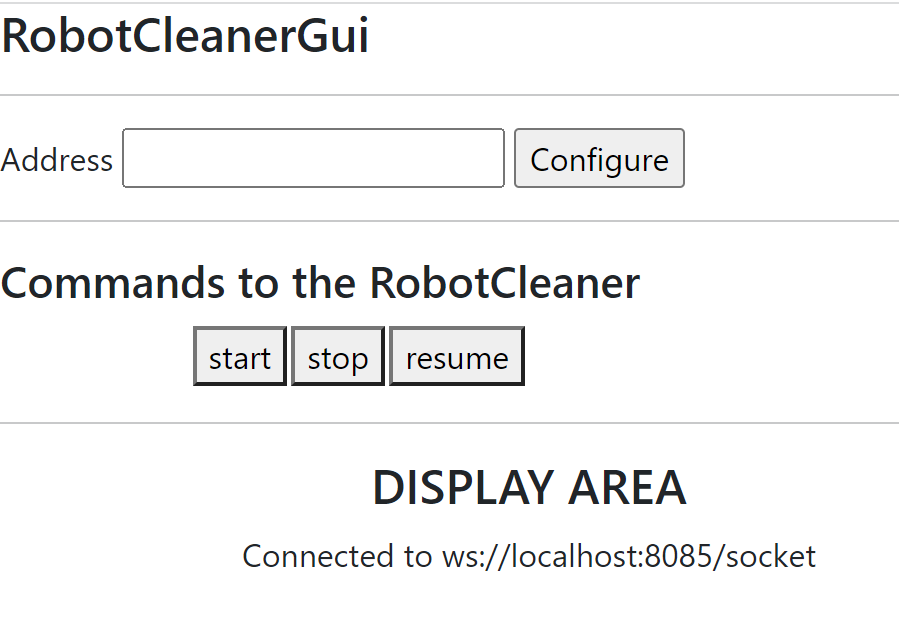 RobotCleanerGui
Address Configure
Commands to the RobotCleaner
start stop resume
DISPLAY AREA
Connected to ws://localhost:8085/socket